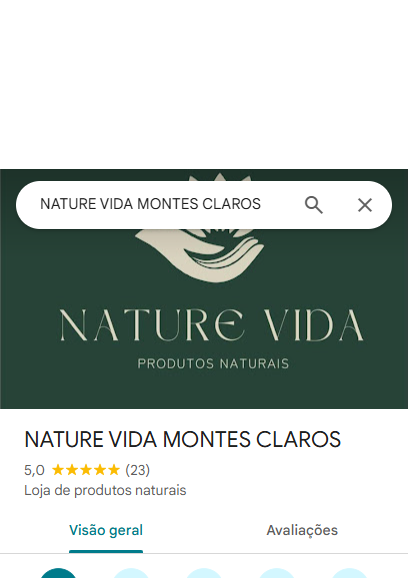 NATURE VIDA MONTES CLAROS
NATURE VIDA
PRODUTOS NATURAIS
NATURE VIDA MONTES CLAROS
5,0 ★★★★★ (23)
Loja de produtos naturais
Visão geral Avaliações